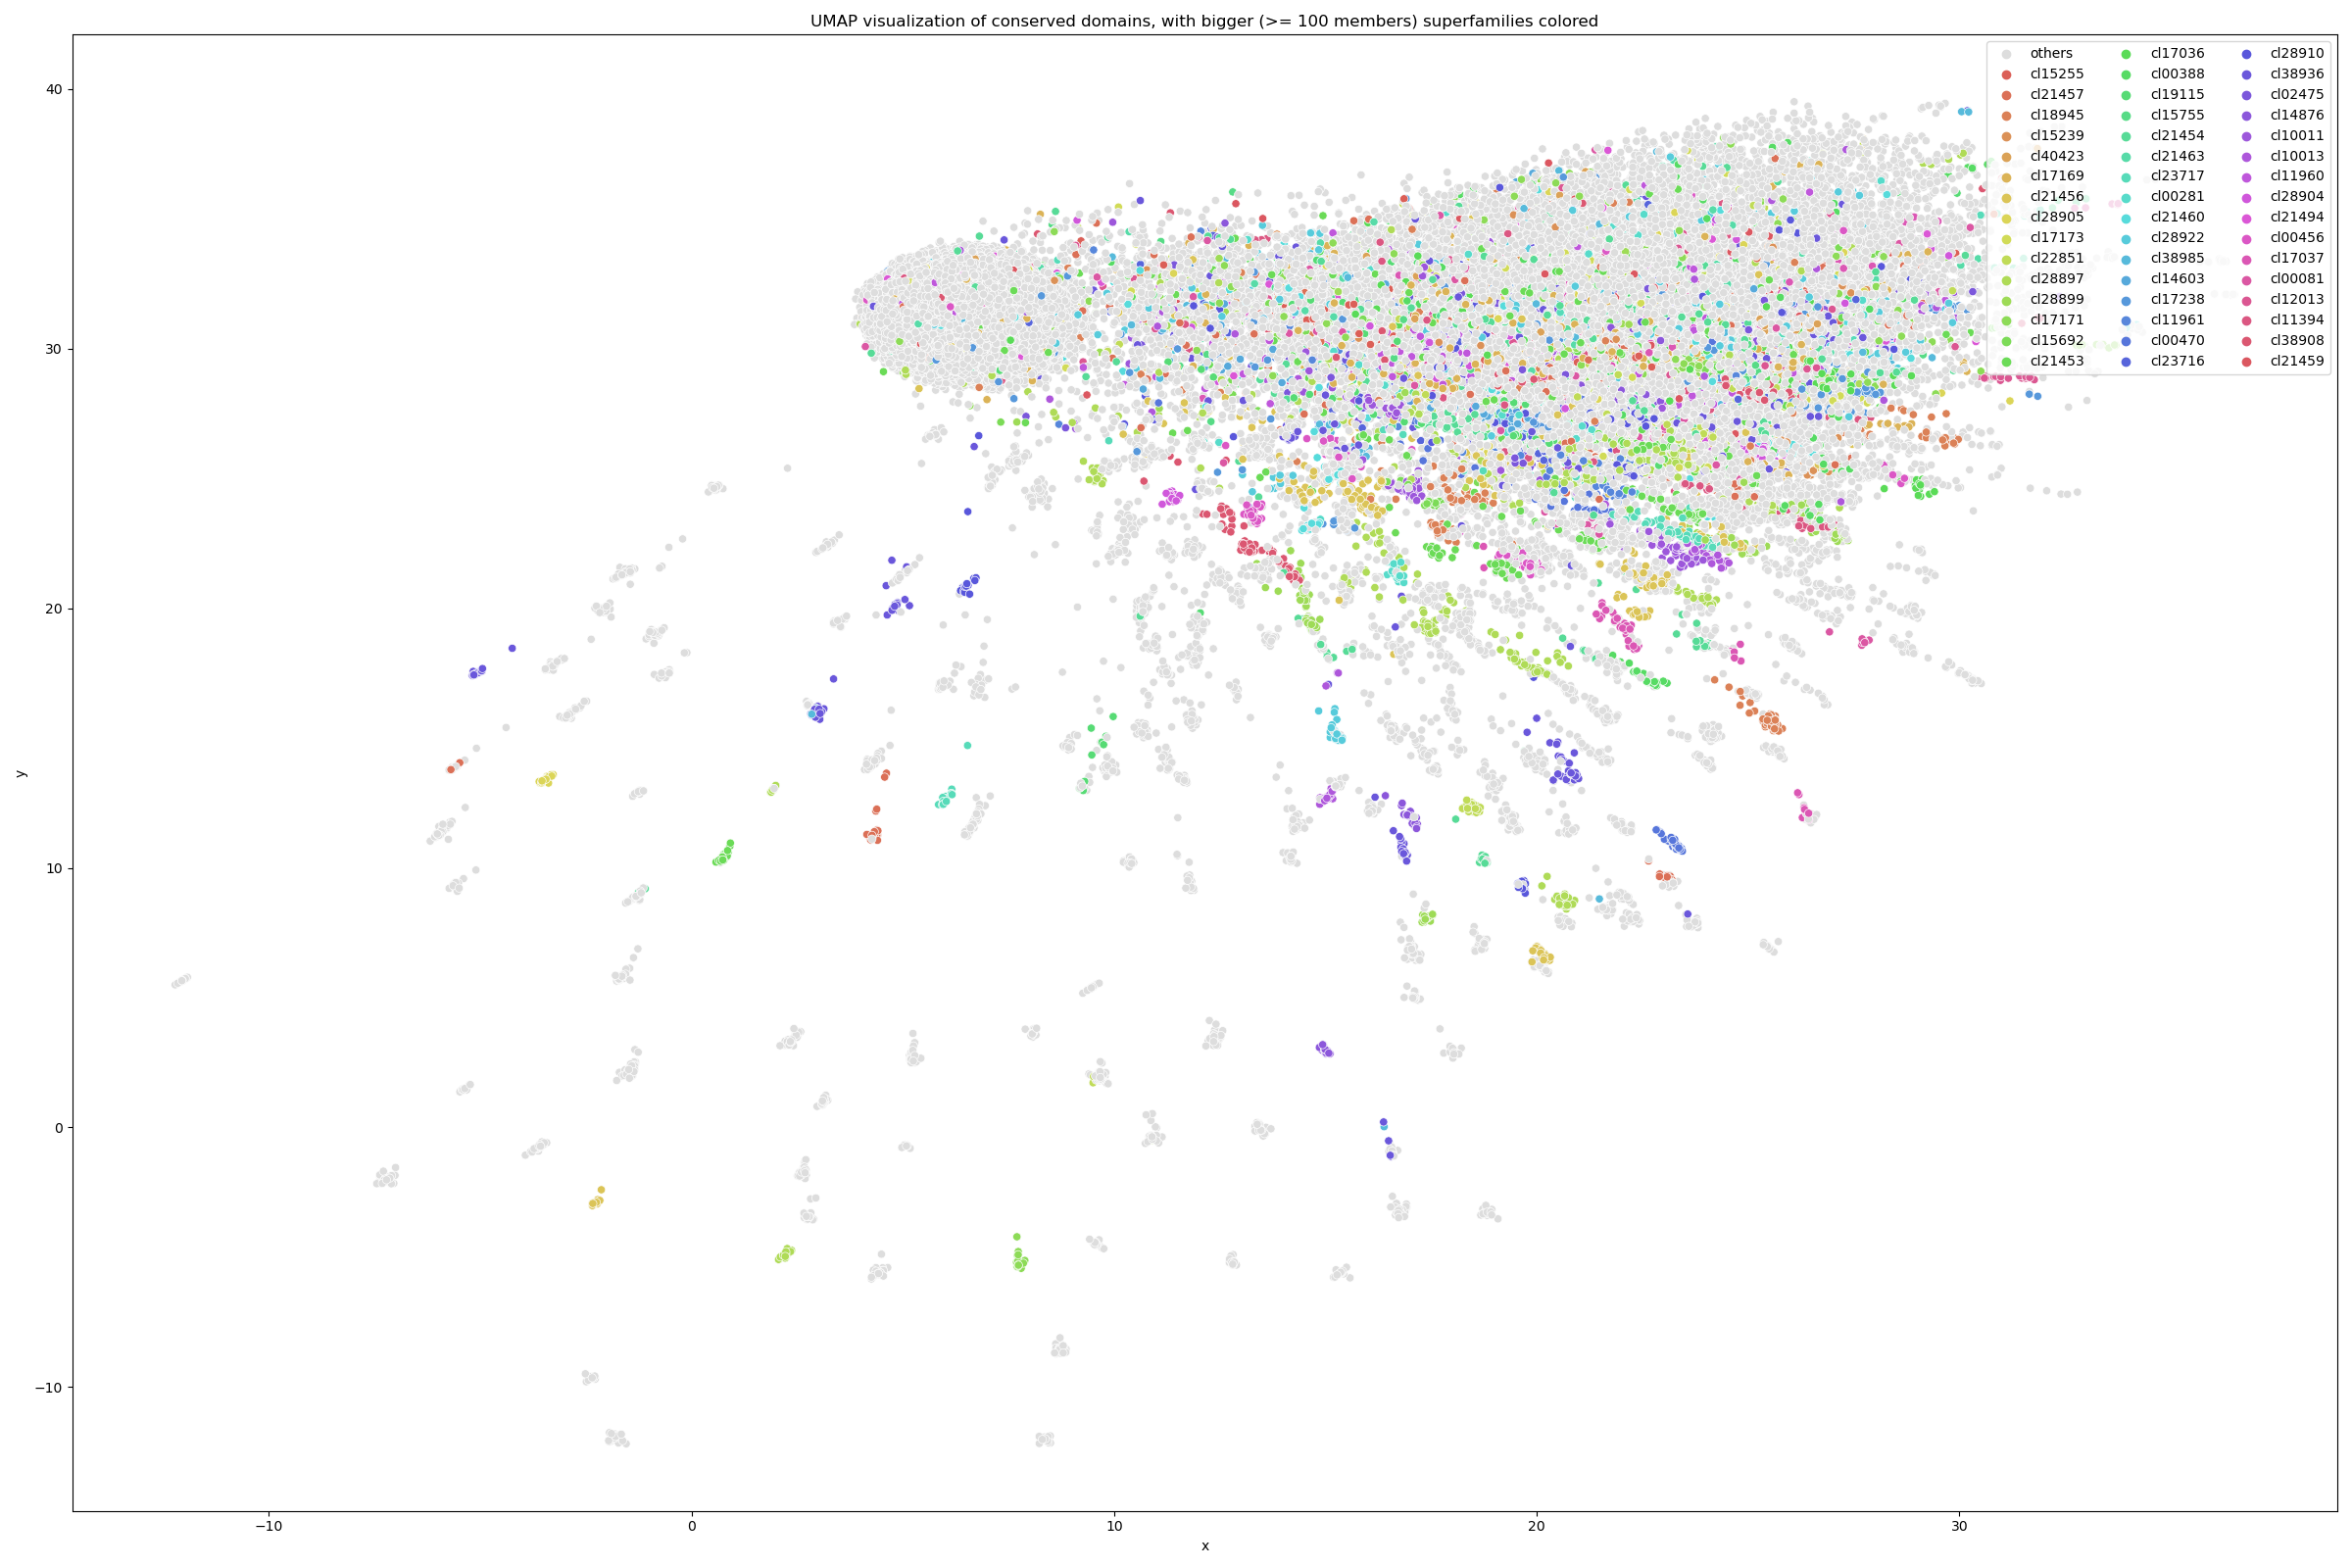 UMAP visualization of conserved domains, with bigger (>= 100 members) superfamilies colored
40
30
20
10
0
−10
y
−10
0
10
20
30
x
others
cl15255
cl21457
cl18945
cl15239
cl40423
cl17169
cl21456
cl28905
cl17173
cl22851
cl28897
cl28899
cl17171
cl15692
cl21453
cl17036
cl00388
cl19115
cl15755
cl21454
cl21463
cl23717
cl00281
cl21460
cl28922
cl38985
cl14603
cl17238
cl11961
cl00470
cl23716
cl28910
cl38936
cl02475
cl14876
cl10011
cl10013
cl11960
cl28904
cl21494
cl00456
cl17037
cl00081
cl12013
cl11394
cl38908
cl21459